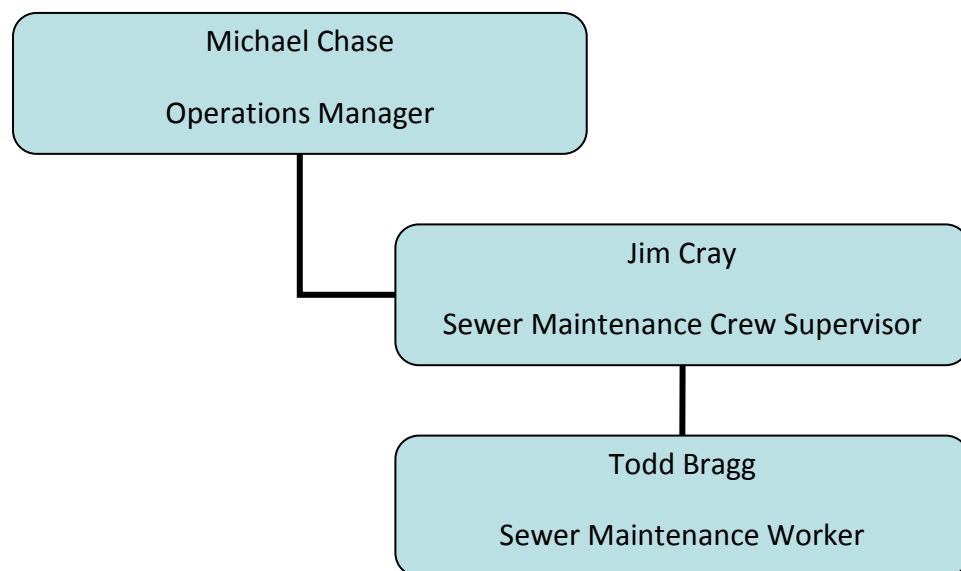 Michael Chase
Operations Manager
Jim Cray
Sewer Maintenance Crew Supervisor
Todd Bragg
Sewer Maintenance Worker